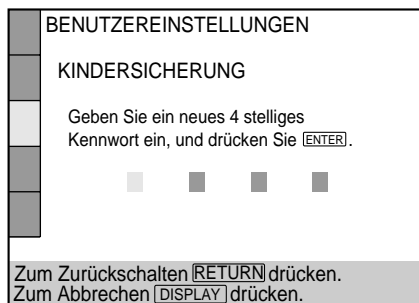 BENUTZEREINSTELLUNGEN
KINDERSICHERUNG
Geben Sie ein neues 4 stelliges
Kennwort ein, und drücken Sie ENTER.
Zum Zurückschalten RETURN drücken.
Zum Abbrechen DISPLAY drücken.